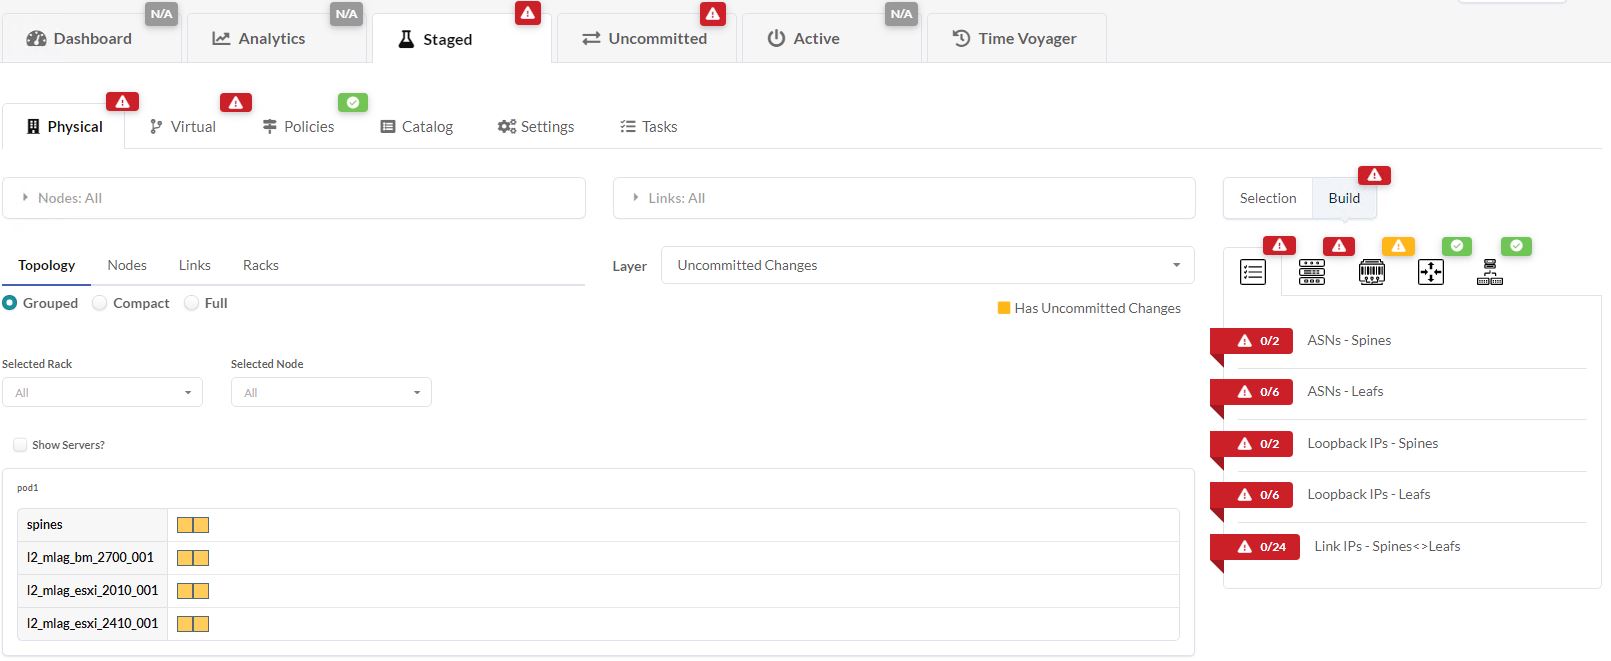 N/A N/A N/A
Dashboard Analytics Staged Uncommitted Active Time Voyager
Physical Virtual Policies Catalog Settings Tasks
Nodes: All Links: All Selection Build
Topology Nodes Links Racks Layer Uncommitted Changes
Grouped Compact Full Has Uncommitted Changes
Selected Rack Selected Node
All All
Show Servers?
pod1
spines
l2_mlag_bm_2700_001
l2_mlag_esxi_2010_001
l2_mlag_esxi_2410_001
0/2 ASNs - Spines
0/6 ASNs - Leafs
0/2 Loopback IPs - Spines
0/6 Loopback IPs - Leafs
0/24 Link IPs - Spines<>Leafs